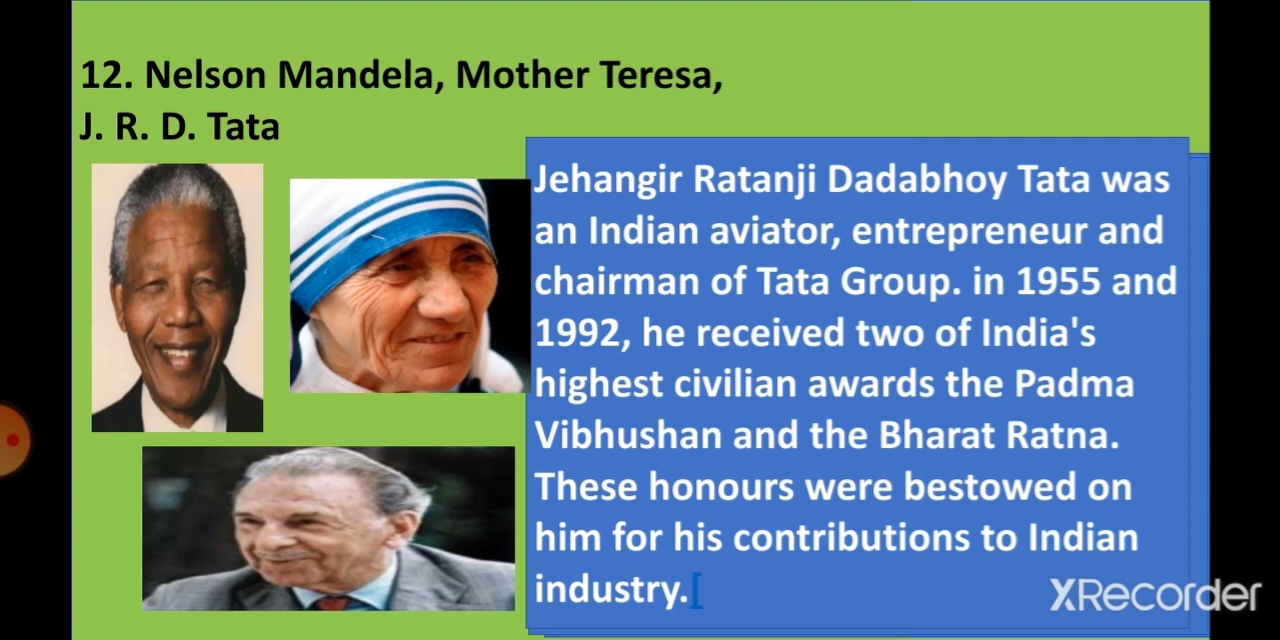 12. Nelson Mandela, Mother Teresa,
J. R. D. Tata
Jehangir Ratanji Dadabhoy Tata was
an Indian aviator, entrepreneur and
chairman of Tata Group. in 1955 and
1992, he received two of India's
highest civilian awards the Padma
Vibhushan and the Bharat Ratna.
These honours were bestowed on
him for his contributions to Indian
industry.[
XRecorder